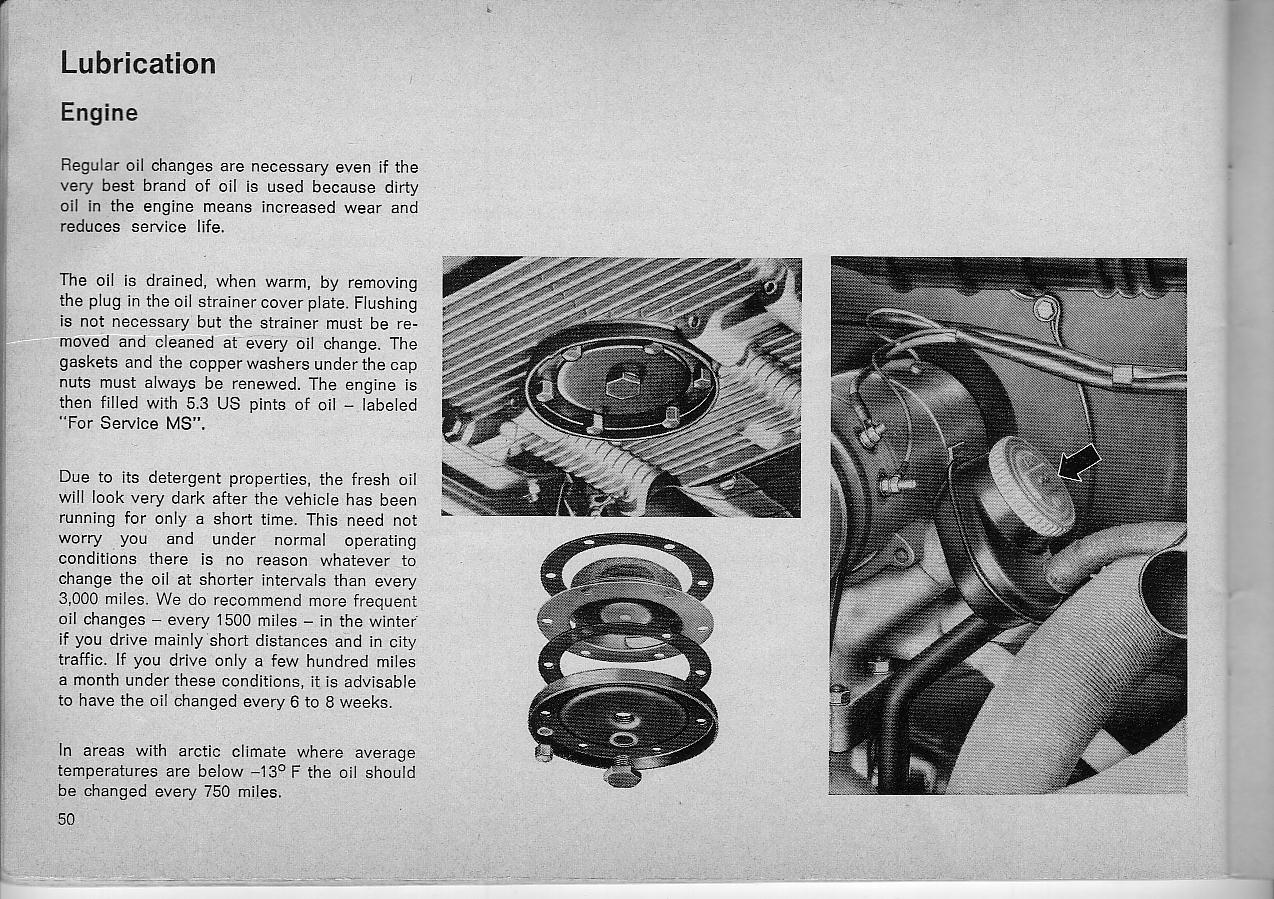 Lubrication
Engine
Regular oil changes are necessary even if the
very best brand of oil is used because dirty
oil in the engine means increased wear and
reduces service life.
The oil is drained, when warm, by removing
the plug in the oil strainer cover plate. Flushing
is not necessary but the strainer must be re-
moved and cleaned at every oil change. The
gaskets and the copper washers under the cap
nuts must always be renewed. The engine is
then filled with 5.3 US pints of oil – labeled
"For Service MS".
Due to its detergent properties, the fresh oil
will look very dark after the vehicle has been
running for only a short time. This need not
worry you and under normal operating
conditions there is no reason whatever to
change the oil at shorter intervals than every
3,000 miles. We do recommend more frequent
oil changes – every 1500 miles – in the winter
if you drive mainly short distances and in city
traffic. If you drive only a few hundred miles
a month under these conditions, it is advisable
to have the oil changed every 6 to 8 weeks.
In areas with arctic climate where average
temperatures are below –13° F the oil should
be changed every 750 miles.
50